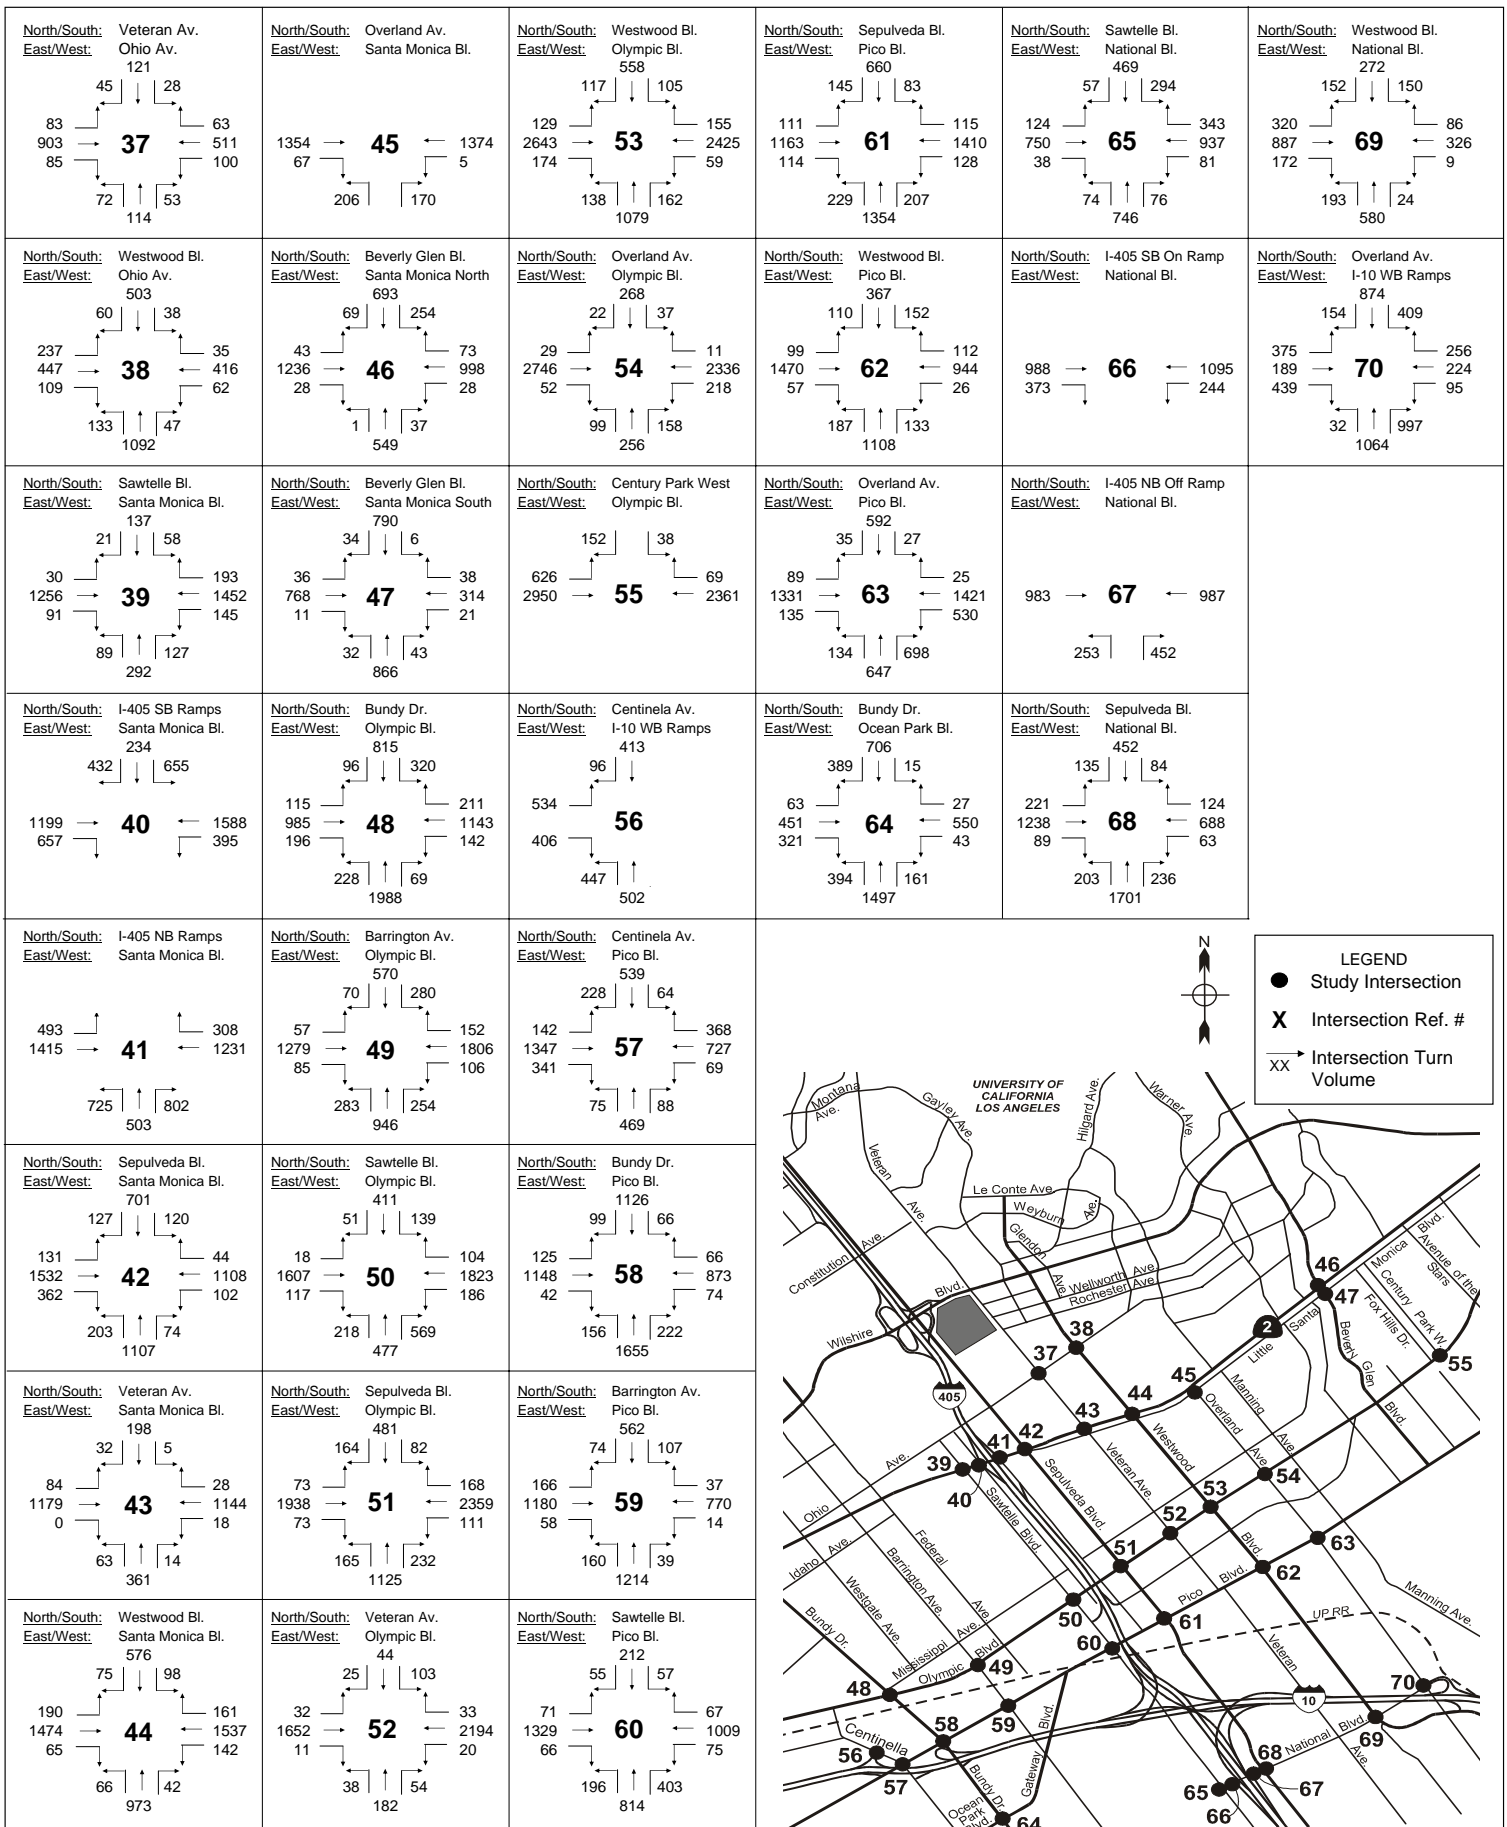 North/South: Veteran Av.
East/West: Ohio Av.
121
45 28
83 63
903 37 511
85 100
72 53
114
North/South: Overland Av.
East/West: Santa Monica Bl.
1354 45 1374
67 5
206 170
North/South: Westwood Bl.
East/West: Olympic Bl.
558
117 105
129 155
2643 53 2425
174 59
138 162
1079
North/South: Sepulveda Bl.
East/West: Pico Bl.
660
145 83
111 115
1163 61 1410
114 128
229 207
1354
North/South: Sawtelle Bl.
East/West: National Bl.
469
57 294
124 343
750 65 937
38 81
74 76
746
North/South: Westwood Bl.
East/West: National Bl.
272
152 150
320 86
887 69 326
172 9
193 24
580
North/South: Westwood Bl.
East/West: Ohio Av.
503
60 38
237 35
447 38 416
109 62
133 47
1092
North/South: Beverly Glen Bl.
East/West: Santa Monica North
693
69 254
43 73
1236 46 998
28 28
1 37
549
North/South: Overland Av.
East/West: Olympic Bl.
268
22 37
29 11
2746 54 2336
52 218
99 158
256
North/South: Westwood Bl.
East/West: Pico Bl.
367
110 152
99 112
1470 62 944
57 26
187 133
1108
North/South: I-405 SB On Ramp
East/West: National Bl.
988 66 1095
373 244
North/South: Overland Av.
East/West: I-10 WB Ramps
874
154 409
375 256
189 70 224
439 95
32 997
1064
North/South: Sawtelle Bl.
East/West: Santa Monica Bl.
137
21 58
30 193
1256 39 1452
91 145
89 127
292
North/South: Beverly Glen Bl.
East/West: Santa Monica South
790
34 6
36 38
768 47 314
11 21
32 43
866
North/South: Century Park West
East/West: Olympic Bl.
152 38
626 69
2950 55 2361
North/South: Overland Av.
East/West: Pico Bl.
592
35 27
89 25
1331 63 1421
135 530
134 698
647
North/South: I-405 NB Off Ramp
East/West: National Bl.
983 67 987
253 452
North/South: I-405 SB Ramps
East/West: Santa Monica Bl.
234
432 655
1199 40 1588
657 395
North/South: Bundy Dr.
East/West: Olympic Bl.
815
96 320
115 211
985 48 1143
196 142
228 69
1988
North/South: Centinela Av.
East/West: I-10 WB Ramps
413
96
534
56
406
447
502
North/South: Bundy Dr.
East/West: Ocean Park Bl.
706
389 15
63 27
451 64 550
321 43
394 161
1497
North/South: Sepulveda Bl.
East/West: National Bl.
452
135 84
221 124
1238 68 688
89 63
203 236
1701
North/South: I-405 NB Ramps
East/West: Santa Monica Bl.
493 308
1415 41 1231
725 802
503
North/South: Barrington Av.
East/West: Olympic Bl.
570
70 280
57 152
1279 49 1806
85 106
283 254
946
North/South: Centinela Av.
East/West: Pico Bl.
539
228 64
142 368
1347 57 727
341 69
75 88
469
North/South: Sepulveda Bl.
East/West: Santa Monica Bl.
701
127 120
131 44
1532 42 1108
362 102
203 74
1107
North/South: Sawtelle Bl.
East/West: Olympic Bl.
411
51 139
18 104
1607 50 1823
117 186
218 569
477
North/South: Bundy Dr.
East/West: Pico Bl.
1126
99 66
125 66
1148 58 873
42 74
156 222
1655
North/South: Veteran Av.
East/West: Santa Monica Bl.
198
32 5
84 28
1179 43 1144
0 18
63 14
361
North/South: Sepulveda Bl.
East/West: Olympic Bl.
481
164 82
73 168
1938 51 2359
73 111
165 232
1125
North/South: Barrington Av.
East/West: Pico Bl.
562
74 107
166 37
1180 59 770
58 14
160 39
1214
North/South: Westwood Bl.
East/West: Santa Monica Bl.
576
75 98
190 161
1474 44 1537
65 142
66 42
973
North/South: Veteran Av.
East/West: Olympic Bl.
44
25 103
32 33
1652 52 2194
11 20
38 54
182
North/South: Sawtelle Bl.
East/West: Pico Bl.
212
55 57
71 67
1329 60 1009
66 75
196 403
814
N
LEGEND
Study Intersection
X Intersection Ref. #
XX Intersection Turn
Volume
UNIVERSITY OF
CALIFORNIA
LOS ANGELES
Montana
Ave.
Gayley Ave.
Hilgard Ave.
Warner Ave.
Veteran
Ave.
Le Conte Ave.
Weyburn
Ave.
Glendon
Ave.
Constitution Ave.
Wellworth Ave.
Rochester Ave.
Wilshire
Blvd.
Blvd.
Monica
Avenue of the
Stars
Century Park W.
Fox Hills Dr.
46
47
2
Santa
Little
Beverly
Glen
Blvd.
55
38
37
45
44
43
42
41
39
40
405
Overland
Ave.
Manning
Ave.
Westwood
Blvd.
Veteran Ave.
Sepulveda Blvd.
Sawtelle Blvd.
Ohio
Ave.
Idaho Ave.
Federal
Ave.
Barrington Ave.
Westgate Ave.
Bundy Dr.
Mississippi Ave.
Olympic Blvd.
54
53
52
51
50
49
48
63
62
61
60
Pico Blvd.
Manning Ave.
UP RR
Veteran
Ave.
10
70
59
58
Centinella
56
57
Bundy Dr.
Gateway Blvd.
Ocean
Park
Blvd.
64
National Blvd.
69
68
67
65
66